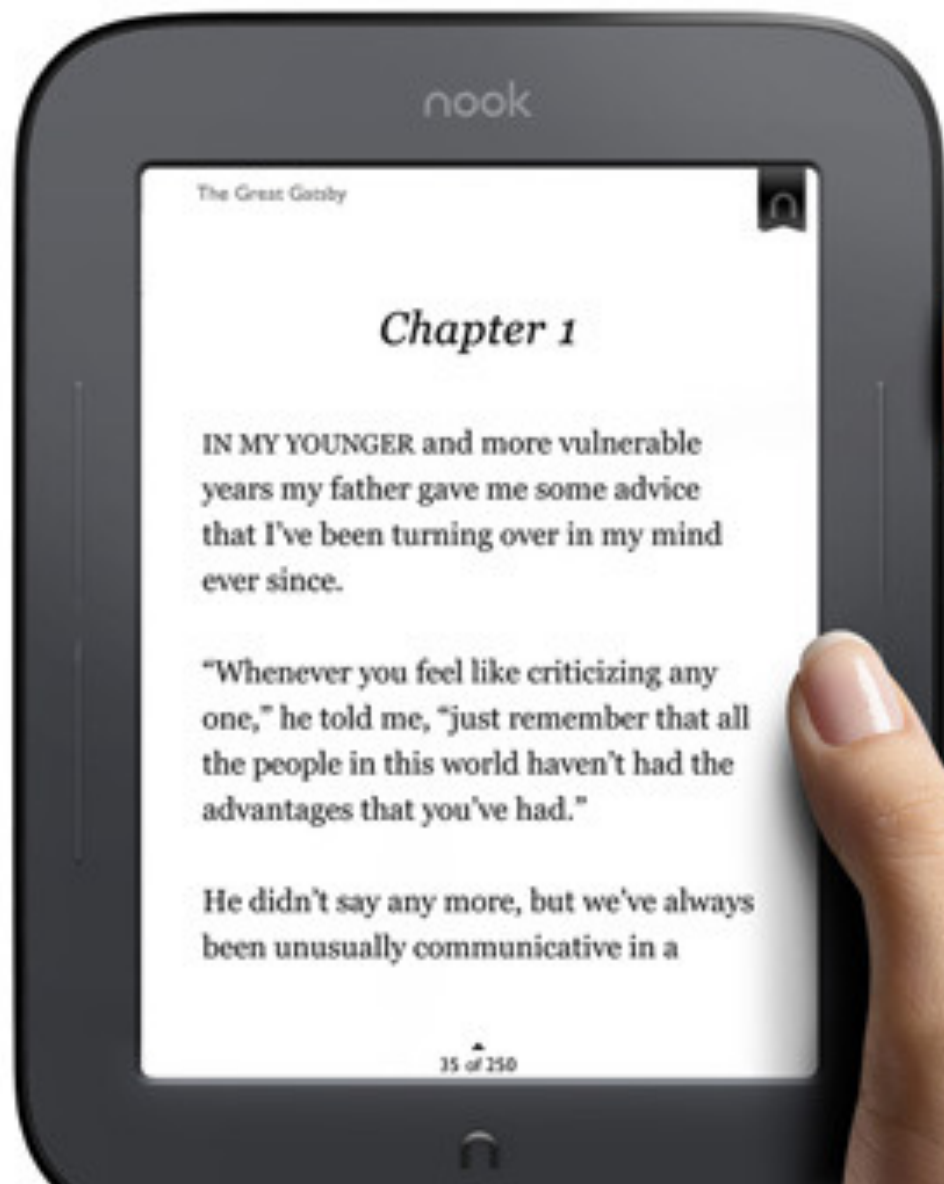 nook
The Great Gatsby
Chapter 1
IN MY YOUNGER and more vulnerable
years my father gave me some advice
that I've been turning over in my mind
ever since.
“Whenever you feel like criticizing any
one,” he told me, “just remember that all
the people in this world haven't had the
advantages that you've had.”
He didn't say any more, but we've always
been unusually communicative in a
35 of 250